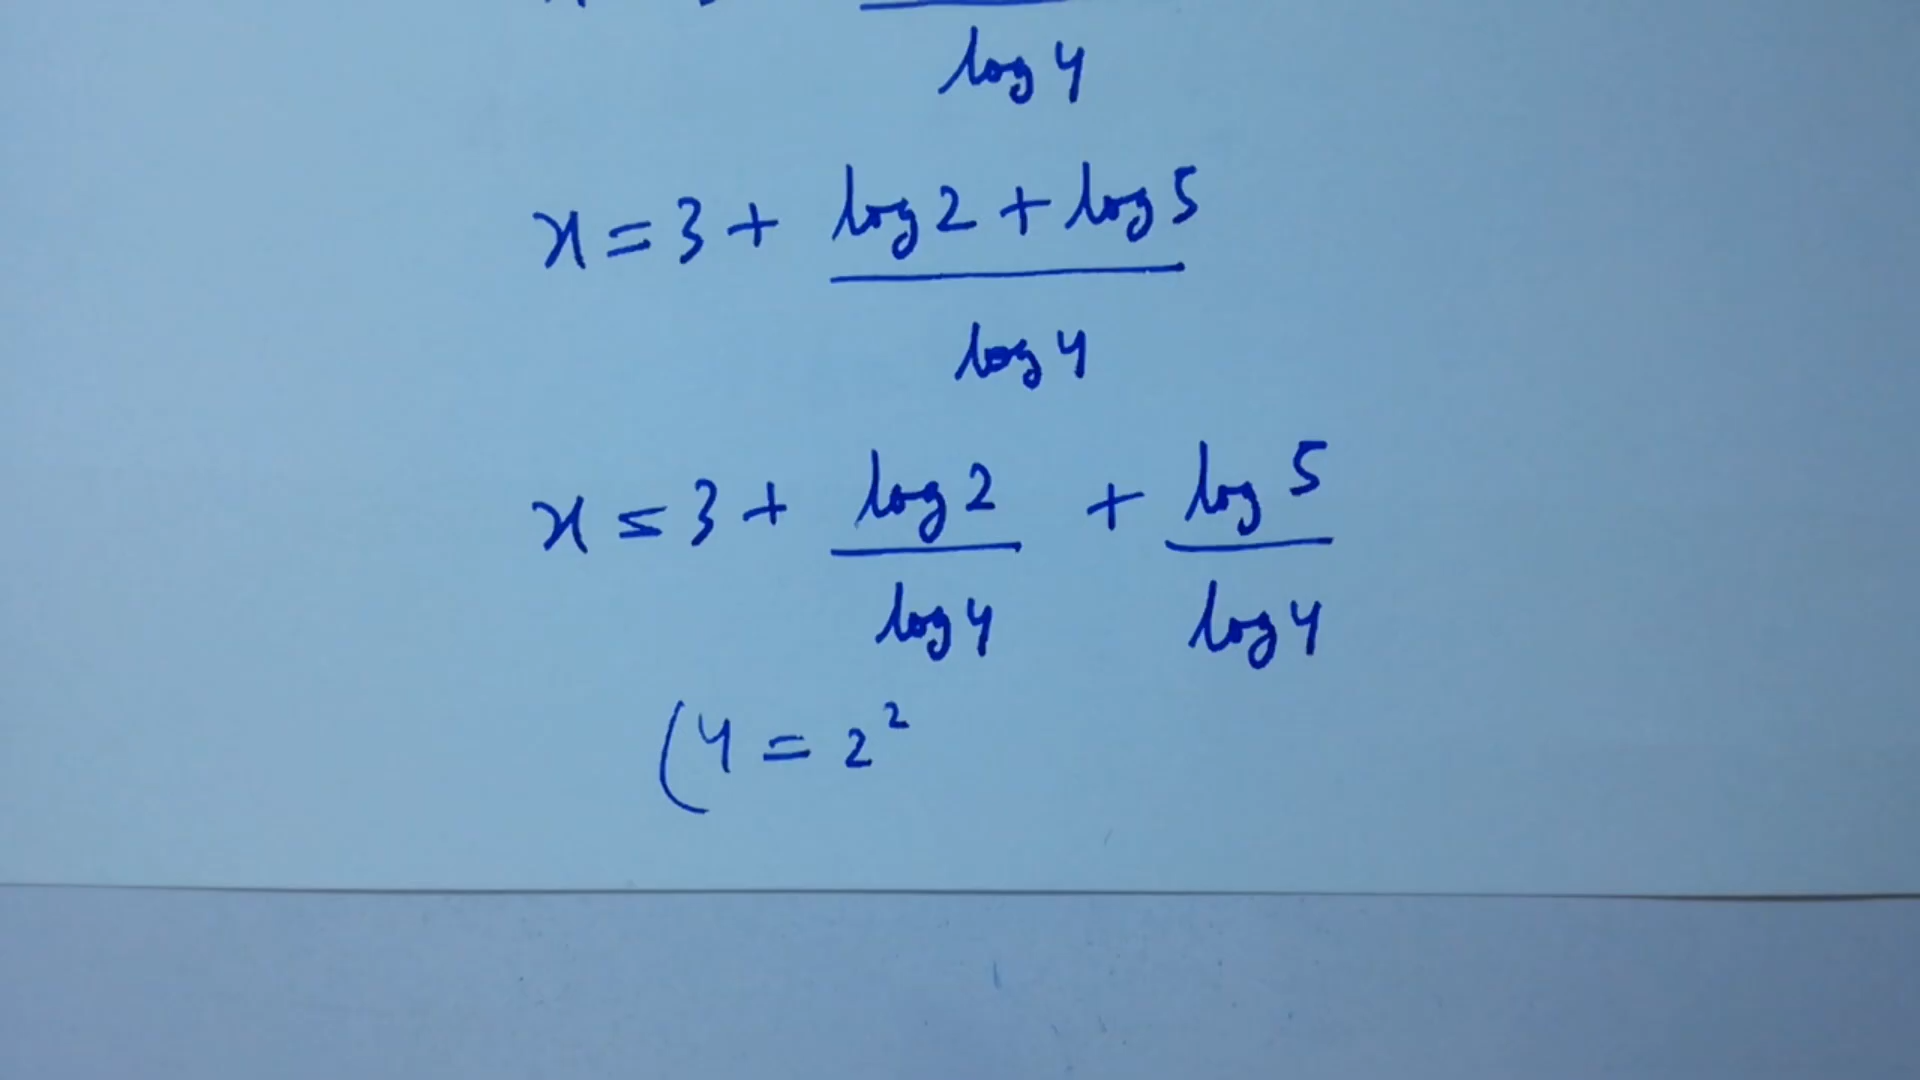 log 4
x = 3 + log 2 + log 5
log 4
x = 3 + log 2 + log 5
log 4 log 4
(4 = 2²